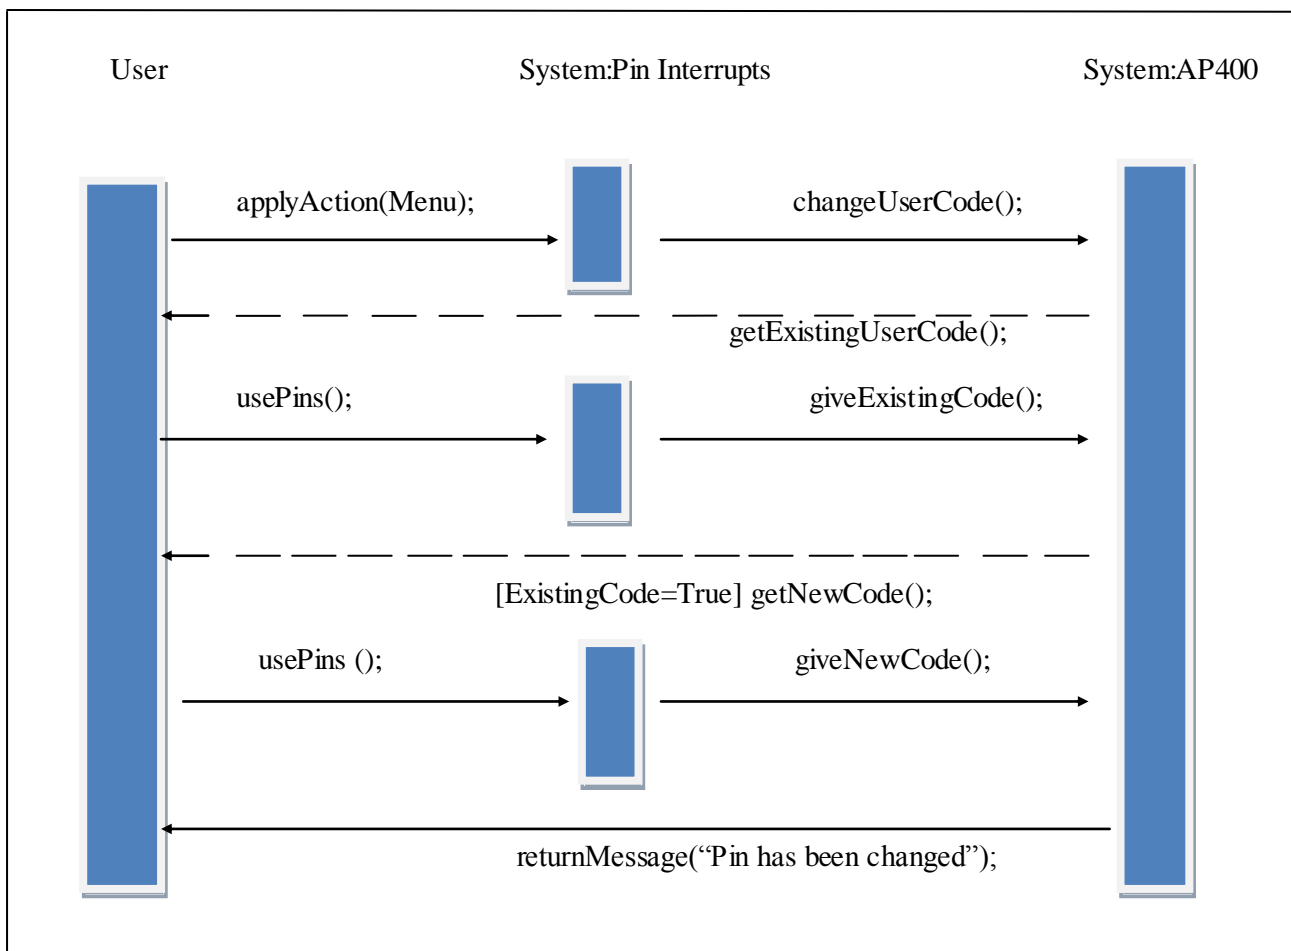 User
System:Pin Interrupts
System:AP400
applyAction(Menu);
changeUserCode();
getExistingUserCode();
usePins();
giveExistingCode();
[ExistingCode=True] getNewCode();
usePins ();
giveNewCode();
returnMessage(“Pin has been changed”);